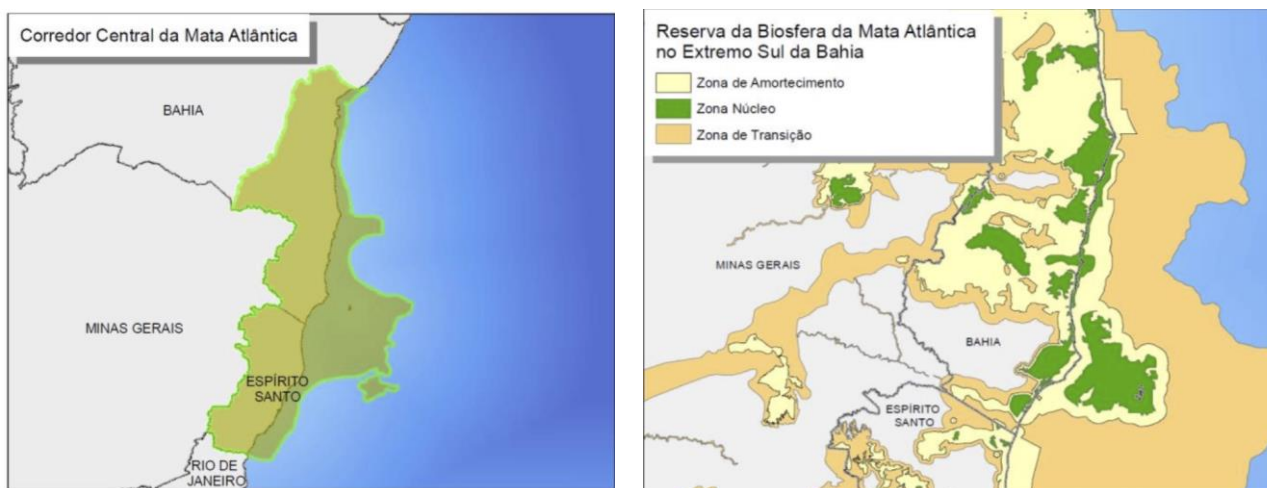 Corredor Central da Mata Atlântica
BAHIA
MINAS GERAIS
ESPÍRITO
SANTO
RIO DE
JANEIRO
Reserva da Biosfera da Mata Atlântica
no Extremo Sul da Bahia
Zona de Amortecimento
Zona Núcleo
Zona de Transição
MINAS GERAIS
BAHIA
ESPÍRITO
SANTO